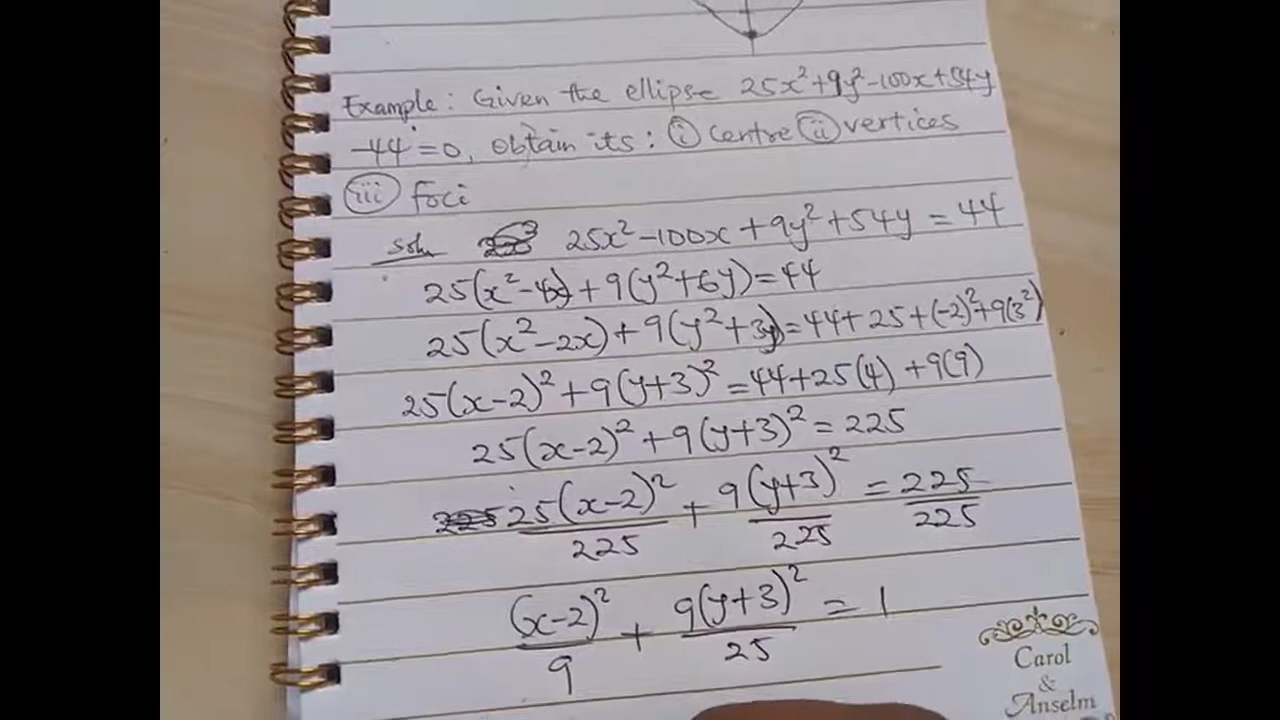 Example: Given the ellipse 25x²+9y²-100x+54y
-44=0, obtain its: (i) Centre (ii) vertices
(iii) foci
Soln 25x²-100x+9y²+54y=44
25(x²-4x)+9(y²+6y)=44
25(x²-2x)+9(y²+3y)=44+25+(-2)²+9(3²)
25(x-2)²+9(y+3)²=44+25(4)+9(9)
25(x-2)²+9(y+3)²=225
25(x-2)²/225 + 9(y+3)²/225 = 225/225
(x-2)²/9 + 9(y+3)²/25 = 1
Carol
&
Anselm